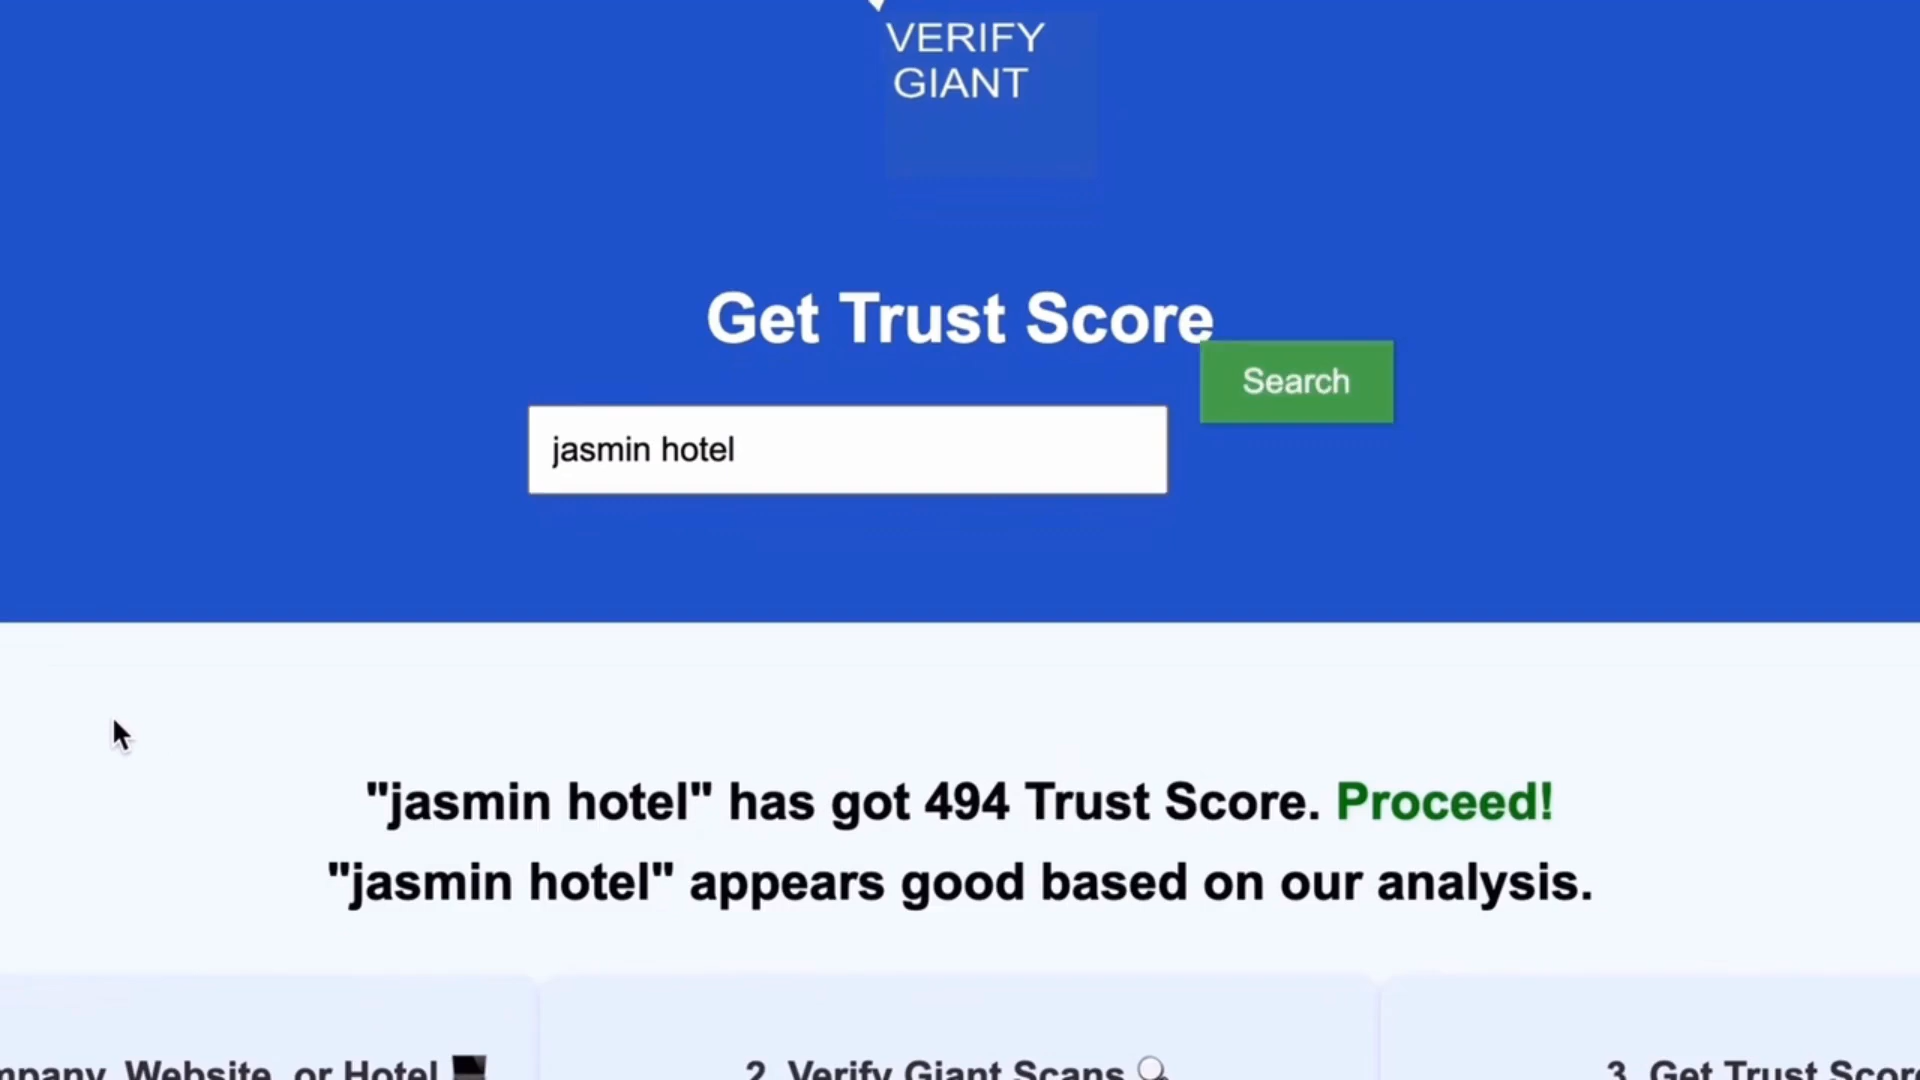 VERIFY
GIANT
Get Trust Score
Search
jasmin hotel
"jasmin hotel" has got 494 Trust Score. Proceed!
"jasmin hotel" appears good based on our analysis.
Website, or Hotel
2. Verify Giant Scans
3. Get Trust Score